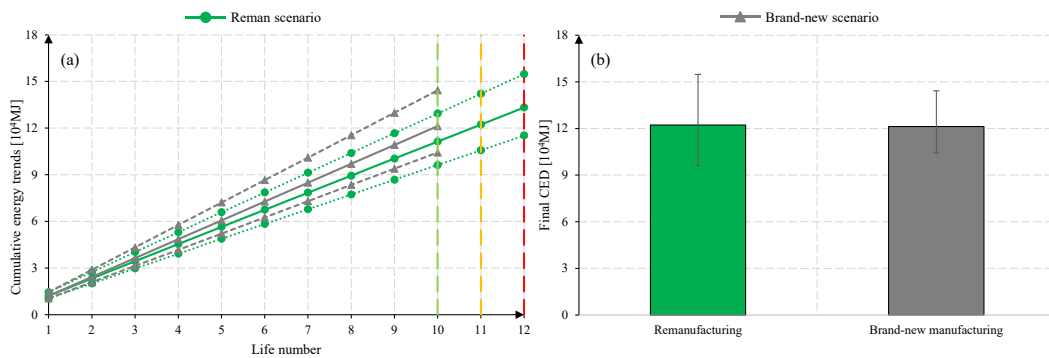 Reman scenario
Brand-new scenario
(a)
Cumulative energy trends [10⁴MJ]
18
15
12
9
6
3
0
1 2 3 4 5 6 7 8 9 10 11 12
Life number
(b)
Final CED [10⁴MJ]
18
15
12
9
6
3
0
Remanufacturing
Brand-new manufacturing